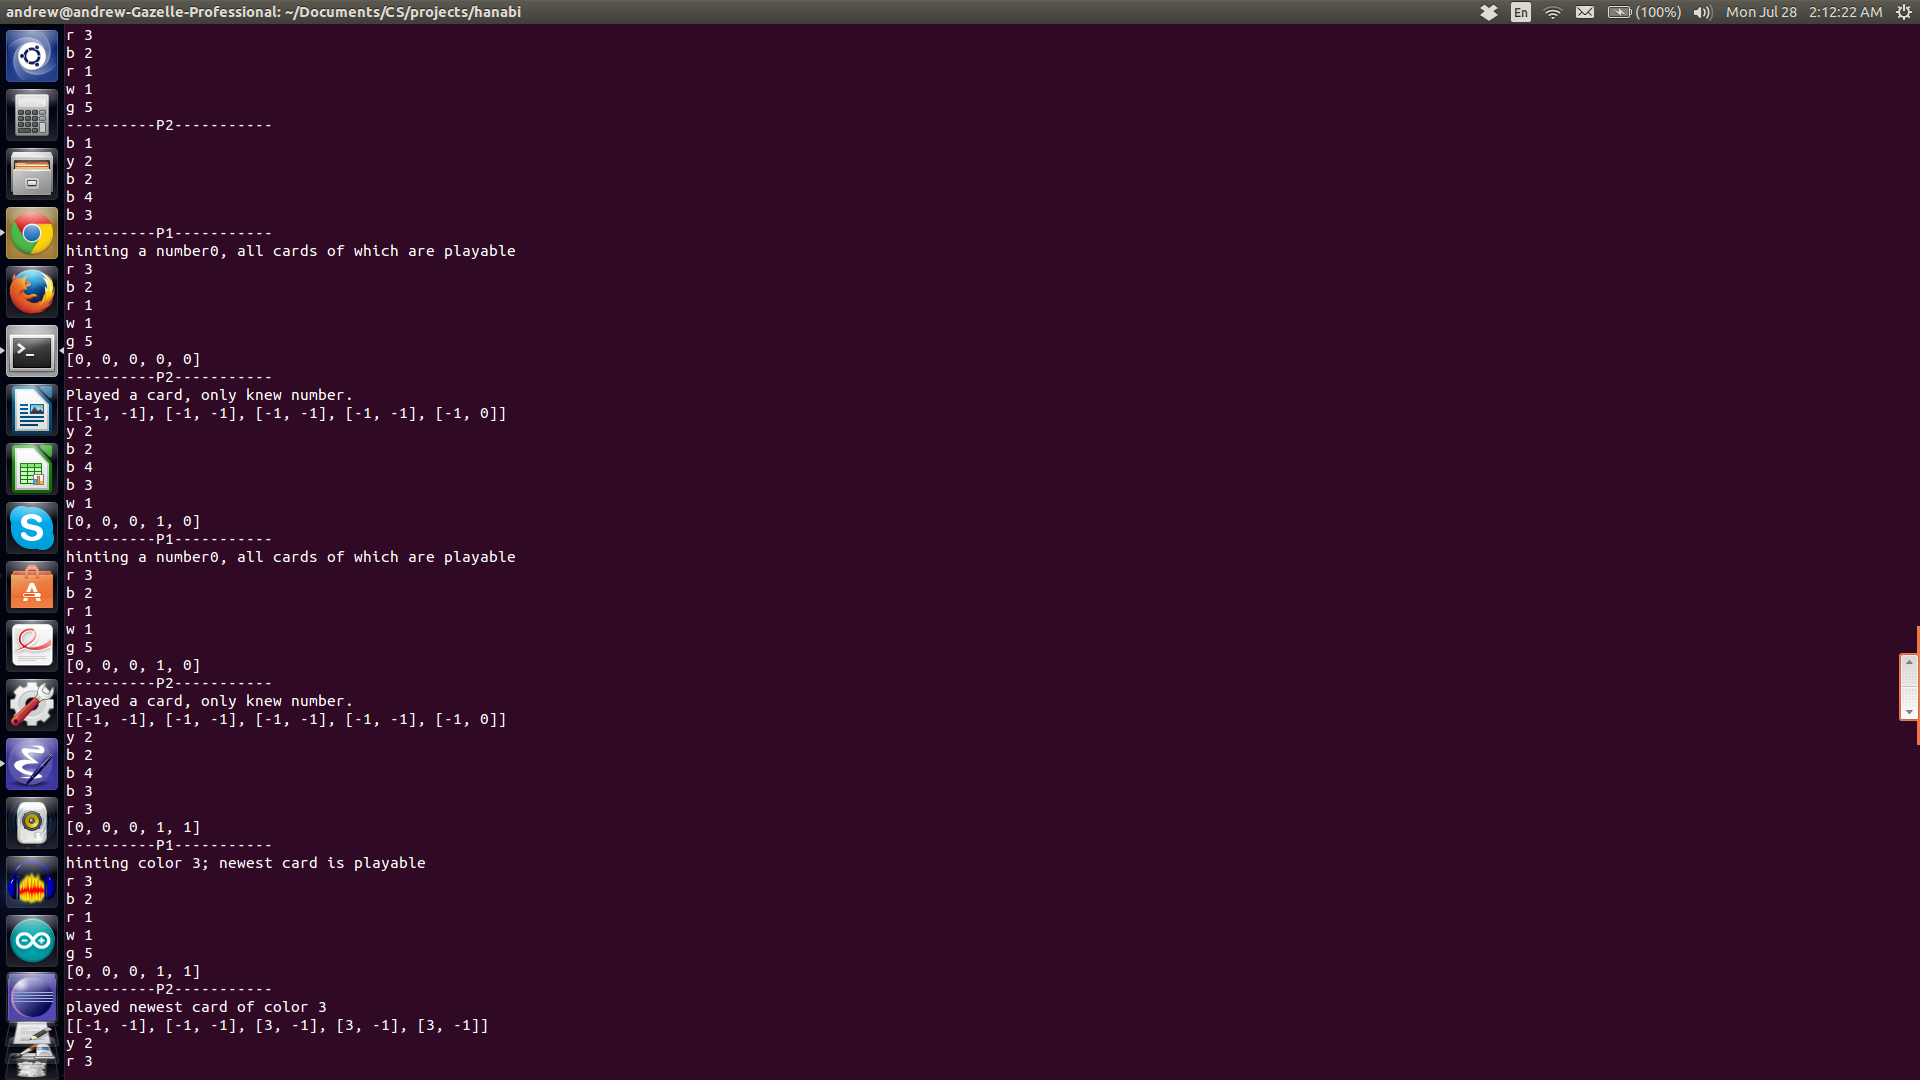 andrew@andrew-Gazelle-Professional: ~/Documents/CS/projects/hanabi
En (100%) Mon Jul 28 2:12:22 AM
r 3
b 2
r 1
w 1
g 5
----------P2-----------
b 1
y 2
b 2
b 4
b 3
----------P1-----------
hinting a number0, all cards of which are playable
r 3
b 2
r 1
w 1
g 5
[0, 0, 0, 0, 0]
----------P2-----------
Played a card, only knew number.
[[-1, -1], [-1, -1], [-1, -1], [-1, -1], [-1, 0]]
y 2
b 2
b 4
b 3
w 1
[0, 0, 0, 1, 0]
----------P1-----------
hinting a number0, all cards of which are playable
r 3
b 2
r 1
w 1
g 5
[0, 0, 0, 1, 0]
----------P2-----------
Played a card, only knew number.
[[-1, -1], [-1, -1], [-1, -1], [-1, -1], [-1, 0]]
y 2
b 2
b 4
b 3
r 3
[0, 0, 0, 1, 1]
----------P1-----------
hinting color 3; newest card is playable
r 3
b 2
r 1
w 1
g 5
[0, 0, 0, 1, 1]
----------P2-----------
played newest card of color 3
[[-1, -1], [-1, -1], [3, -1], [3, -1], [3, -1]]
y 2
r 3